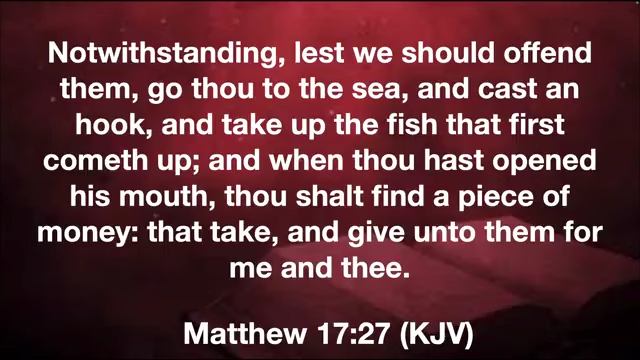 Notwithstanding, lest we should offend
them, go thou to the sea, and cast an
hook, and take up the fish that first
cometh up; and when thou hast opened
his mouth, thou shalt find a piece of
money: that take, and give unto them for
me and thee.
Matthew 17:27 (KJV)